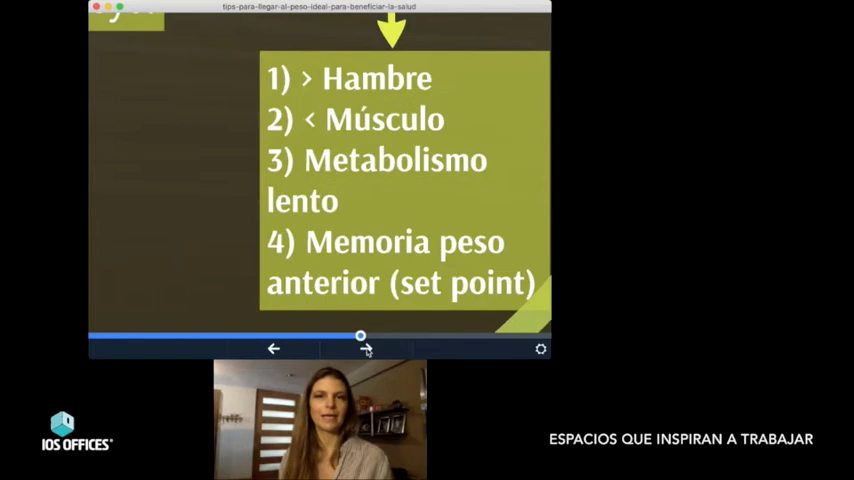 tips-para-llegar-al-peso-ideal-para-beneficiar-la-salud
1) > Hambre
2) < Músculo
3) Metabolismo
lento
4) Memoria peso
anterior (set point)
IOS OFFICES®
ESPACIOS QUE INSPIRAN A TRABAJAR